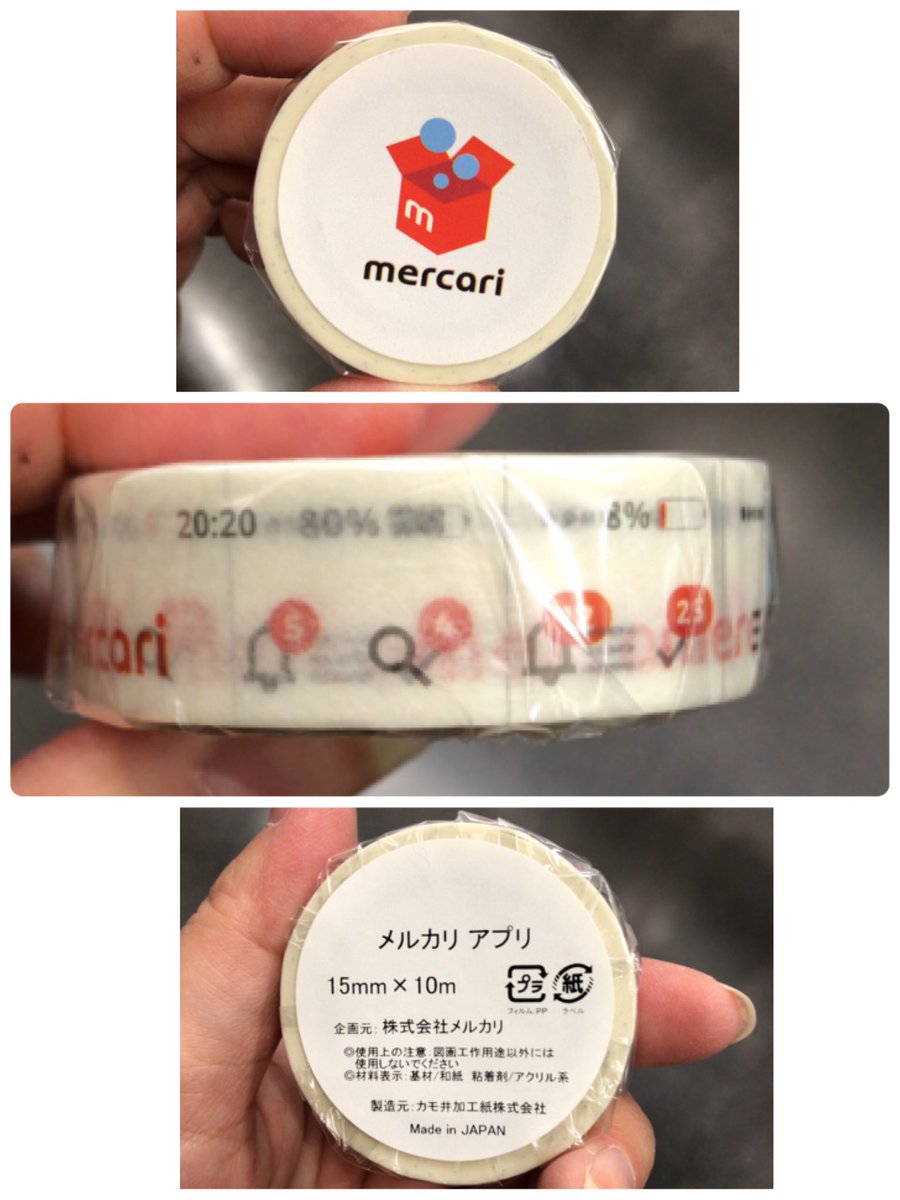 m
mercari
20:20 80% 8%
mercari 5 4 12 23 mer
メルカリ アプリ
15mm×10m プラ 紙
フィルム:PP ラベル
企画元: 株式会社メルカリ
◎使用上の注意:図画工作用途以外には
使用しないでください
◎材料表示:基材/和紙 粘着剤/アクリル系
製造元:カモ井加工紙株式会社
Made in JAPAN